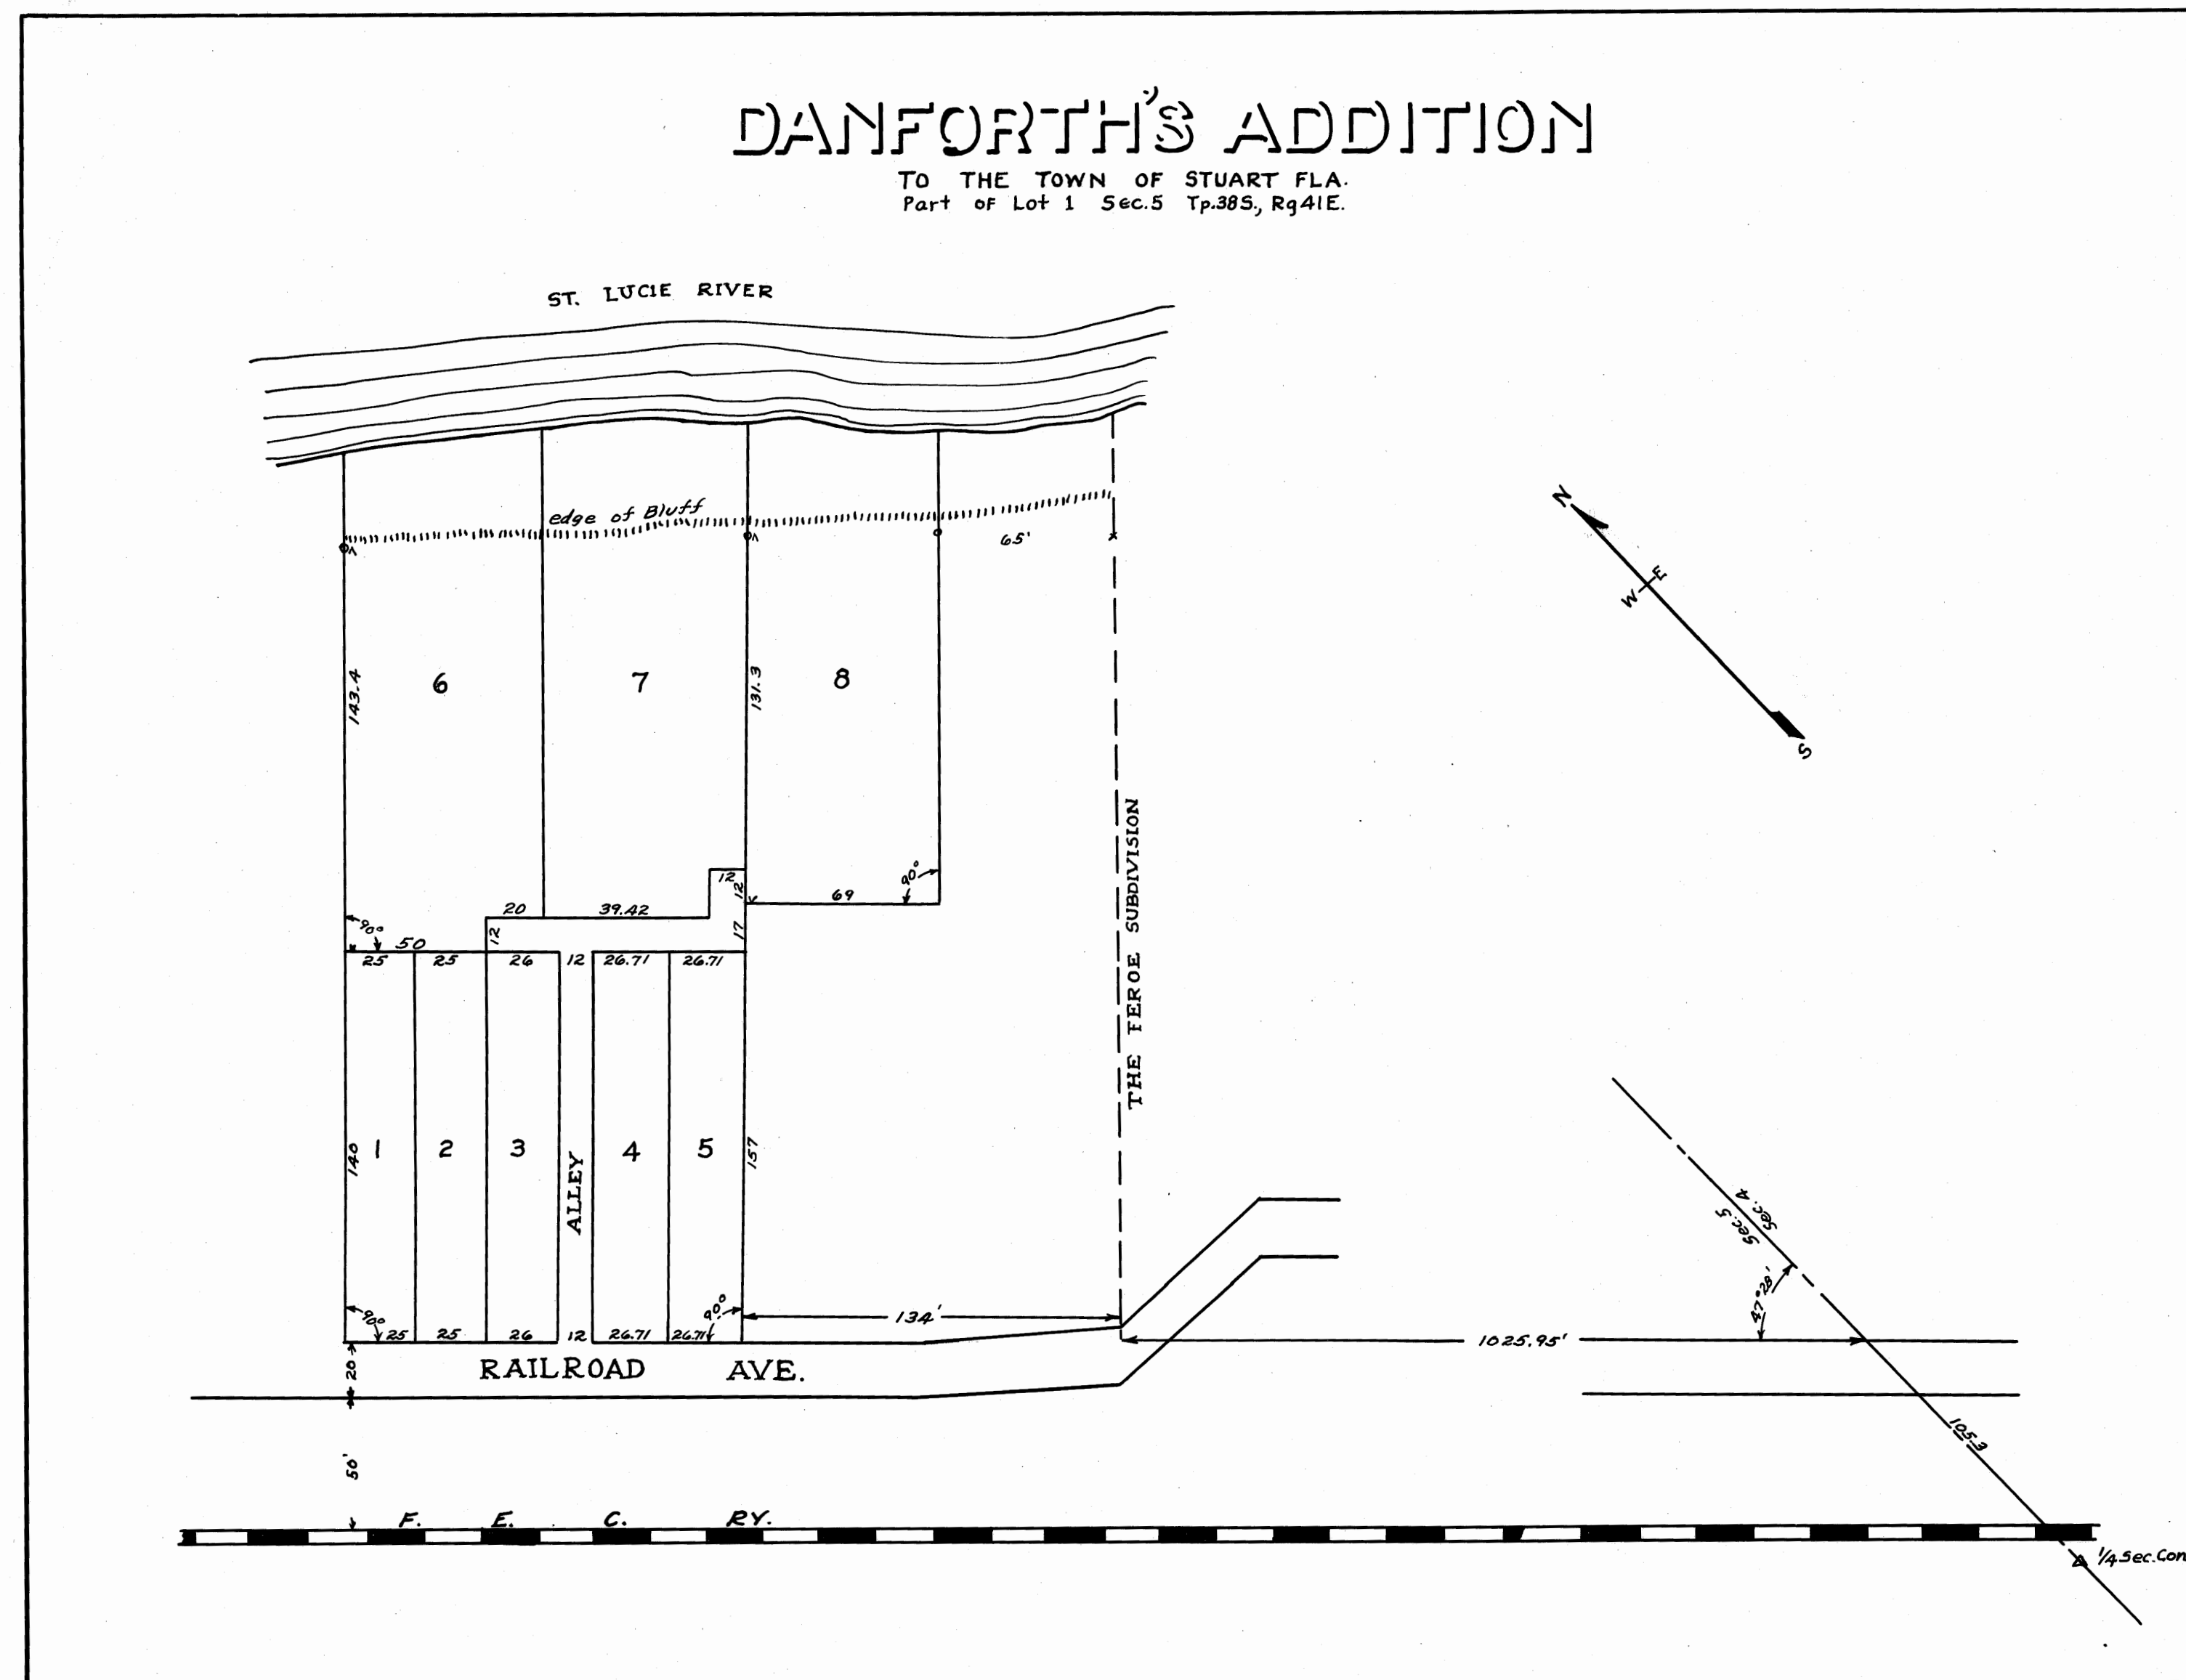 DANFORTH'S ADDITION
TO THE TOWN OF STUART FLA.
Part OF Lot 1 Sec.5 Tp.38S., Rg41E.
ST. LUCIE RIVER
edge of Bluff
65'
N
E
W
S
143.4
6
7
131.3
8
THE FEROE SUBDIVISION
12
12
90°
20
39.42
69
90°
12
17
50
25
25
26
12
26.71
26.71
140
1
2
3
ALLEY
4
5
157
Sec. 4
Sec. 5
47°28'
90°
90°
134'
25
25
26
12
26.71
26.71
1025.95'
20
RAILROAD AVE.
105.3
50'
F. E. C. RY.
1/4 Sec. Con